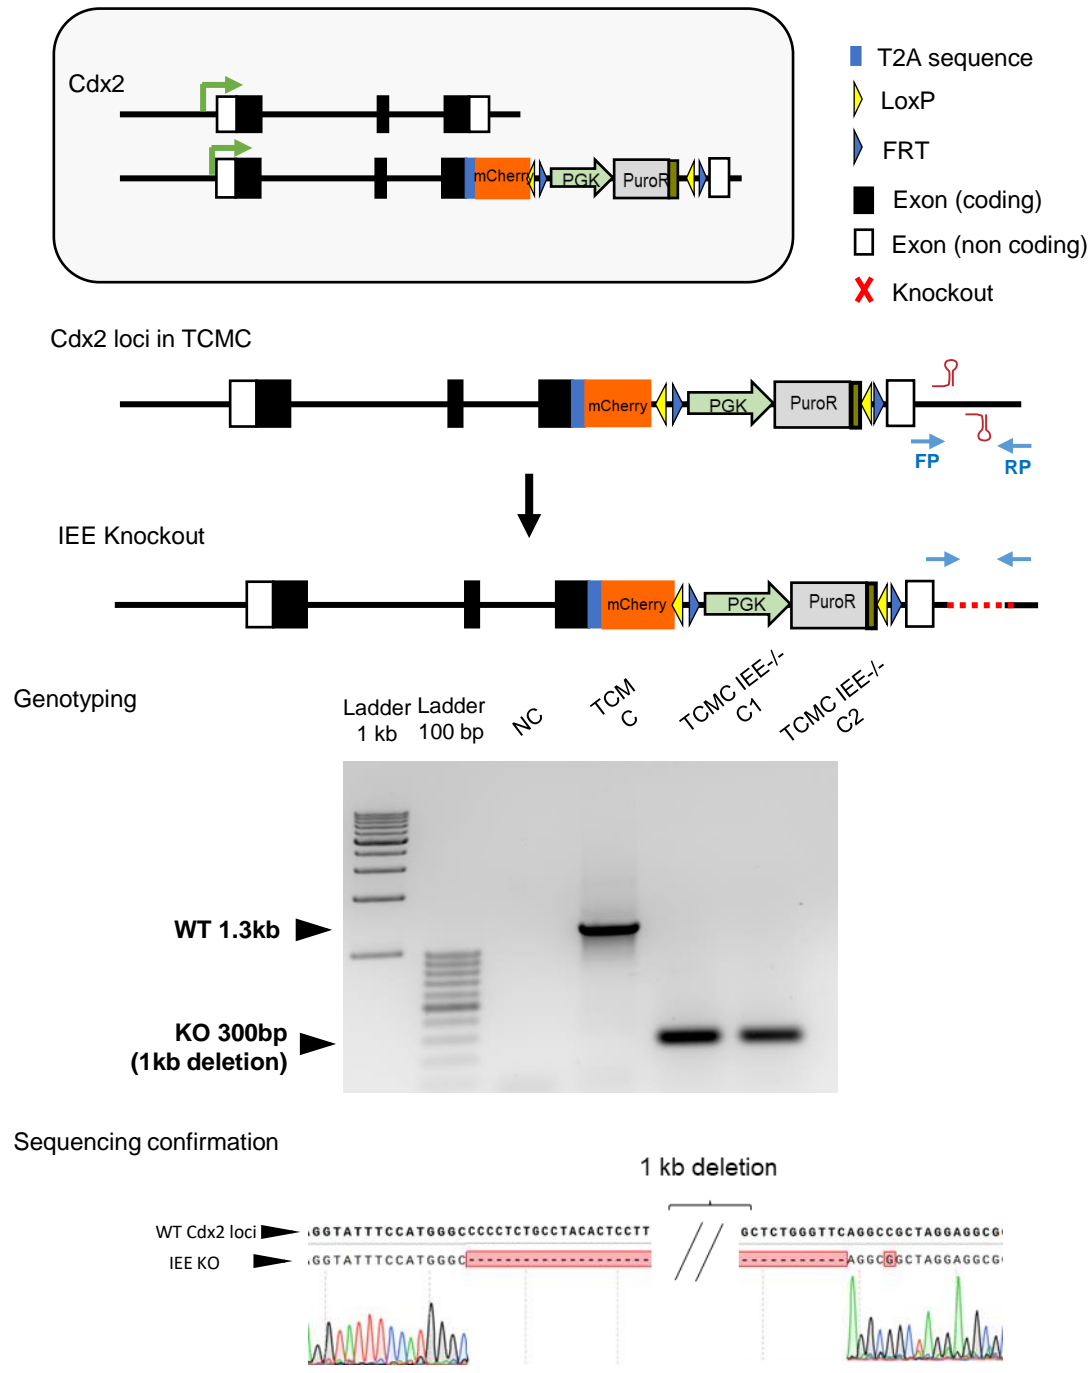 Cdx2
mCherry
PGK
PuroR
T2A sequence
LoxP
FRT
Exon (coding)
Exon (non coding)
Knockout
Cdx2 loci in TCMC
mCherry
PGK
PuroR
FP
RP
IEE Knockout
mCherry
PGK
PuroR
Genotyping
Ladder
1 kb
Ladder
100 bp
NC
TCM
C
TCMC IEE-/-
C1
TCMC IEE-/-
C2
WT 1.3kb
KO 300bp
(1kb deletion)
Sequencing confirmation
1 kb deletion
WT Cdx2 loci
GGTATTTCCATGGGCCCCCTCTGCCTACACTCCTT
GCTCTGGGTTCAGGCCGCTAGGAGGCG
IEE KO
GGTATTTCCATGGGC-----------------
-----------AGGCGGCTAGGAGGCG